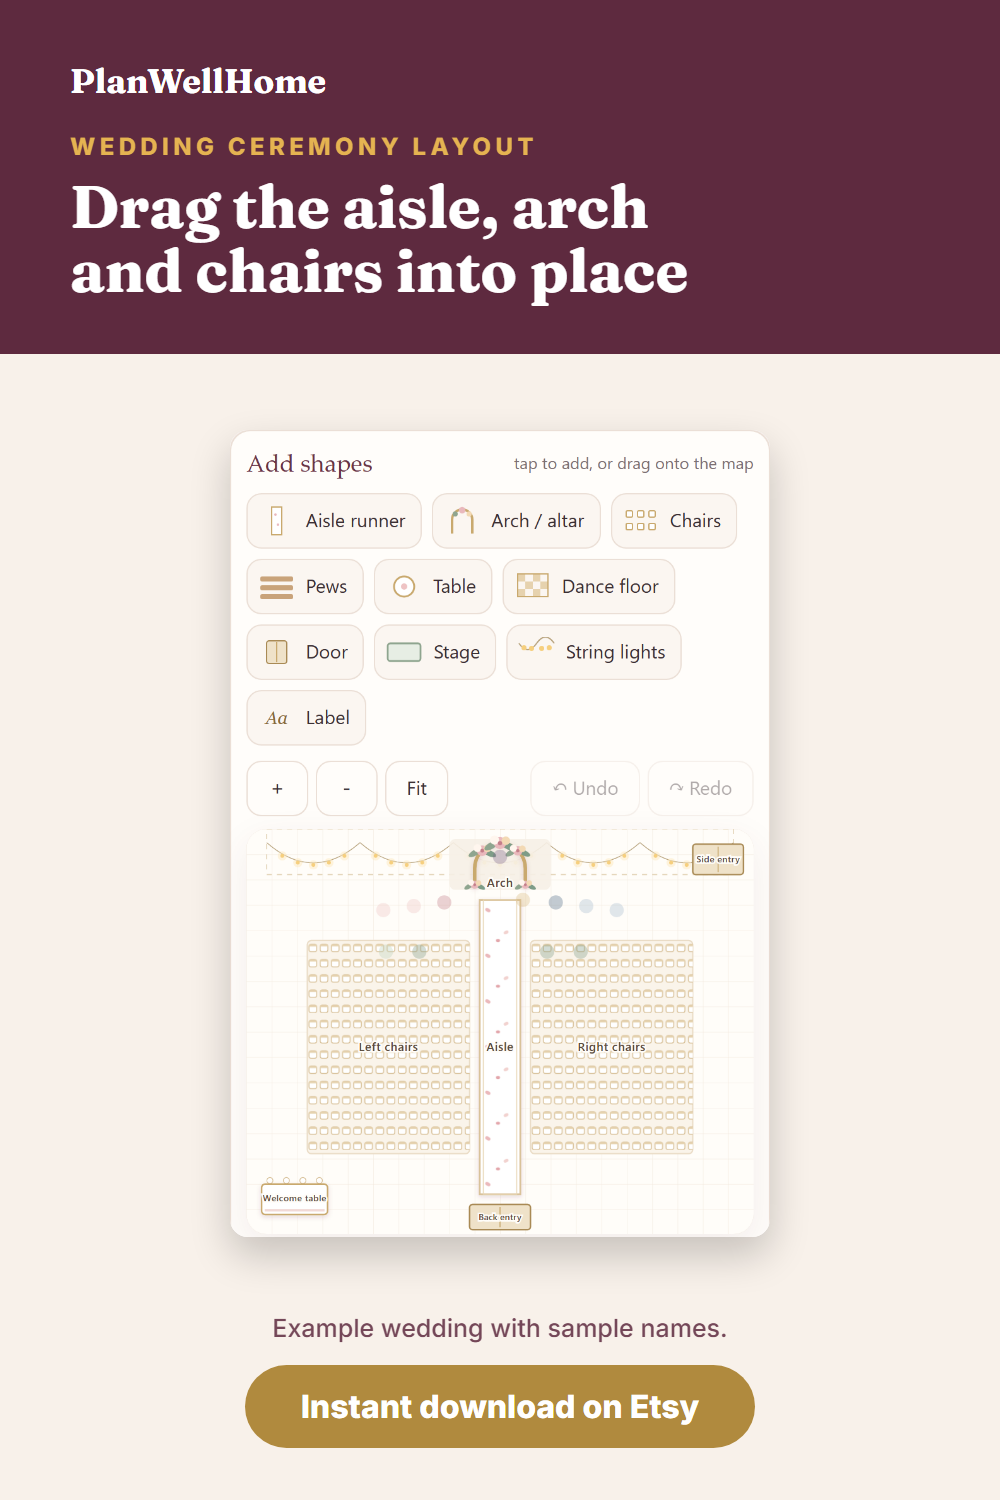 PlanWellHome
WEDDING CEREMONY LAYOUT
Drag the aisle, arch
and chairs into place
Add shapes
tap to add, or drag onto the map
Aisle runner
Arch / altar
Chairs
Pews
Table
Dance floor
Door
Stage
String lights
Aa Label
+
-
Fit
Undo
Redo
Side entry
Arch
Left chairs
Aisle
Right chairs
Welcome table
Back entry
Example wedding with sample names.
Instant download on Etsy